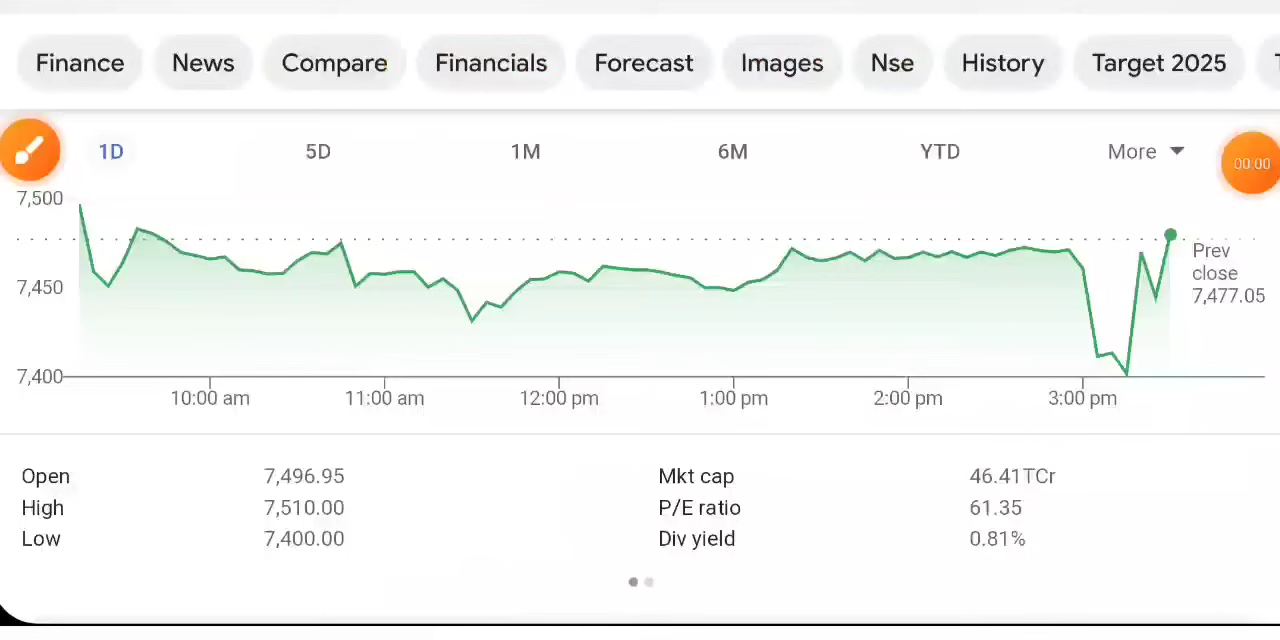 Finance News Compare Financials Forecast Images Nse History Target 2025
1D 5D 1M 6M YTD More
00:00
7,500
7,450
7,400
Prev
close
7,477.05
10:00 am 11:00 am 12:00 pm 1:00 pm 2:00 pm 3:00 pm
Open 7,496.95 Mkt cap 46.41TCr
High 7,510.00 P/E ratio 61.35
Low 7,400.00 Div yield 0.81%